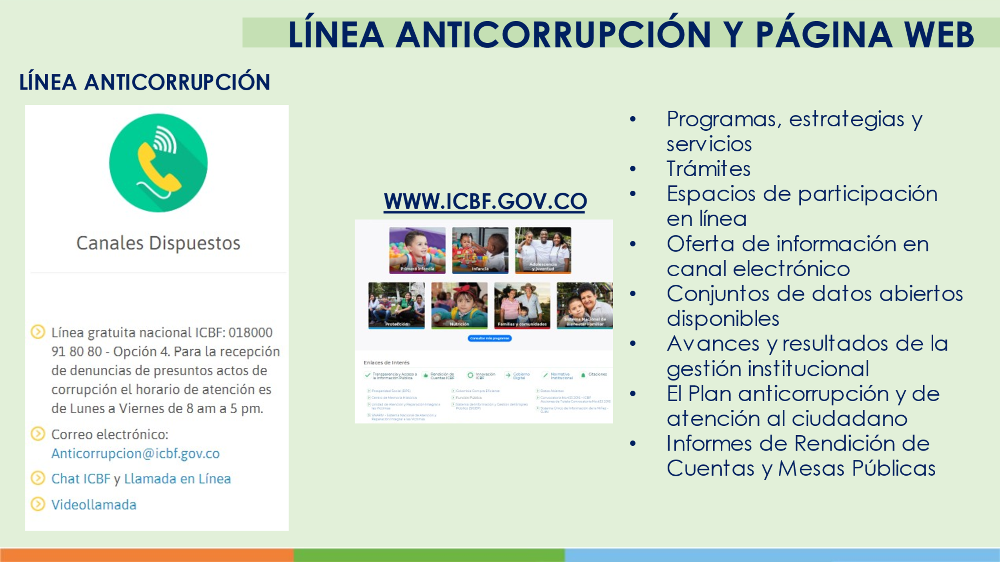 LÍNEA ANTICORRUPCIÓN Y PÁGINA WEB
LÍNEA ANTICORRUPCIÓN
Canales Dispuestos
Línea gratuita nacional ICBF: 018000
91 80 80 - Opción 4. Para la recepción
de denuncias de presuntos actos de
corrupción el horario de atención es
de Lunes a Viernes de 8 am a 5 pm.
Correo electrónico:
Anticorrupcion@icbf.gov.co
Chat ICBF y Llamada en Línea
Videollamada
WWW.ICBF.GOV.CO
Primera infancia
Infancia
Adolescencia
y juventud
Protección
Nutrición
Familias y comunidades
Sistema Nacional de
Bienestar Familiar
Consultar más programas
Enlaces de Interés
Transparencia y Acceso a
la Información Pública
Rendición de
Cuentas ICBF
Innovación
ICBF
Gobierno
Digital
Normativa
Institucional
Citaciones
Prosperidad Social (DPS)
Centro de Memoria Histórica
Unidad de Atención y Reparación Integral a
las Víctimas
SNARIV - Sistema Nacional de Atención y
Reparación Integral a las Víctimas
Colombia Compra Eficiente
Función Pública
Sistema de Información y Gestión del Empleo
Público (SIGEP)
Datos Abiertos
Convocatoria No.433 2016 - ICBF
Acciones de Tutela Convocatoria No.433 2016
Sistema Único de Información de la Niñez -
SUIN
• Programas, estrategias y
servicios
• Trámites
• Espacios de participación
en línea
• Oferta de información en
canal electrónico
• Conjuntos de datos abiertos
disponibles
• Avances y resultados de la
gestión institucional
• El Plan anticorrupción y de
atención al ciudadano
• Informes de Rendición de
Cuentas y Mesas Públicas